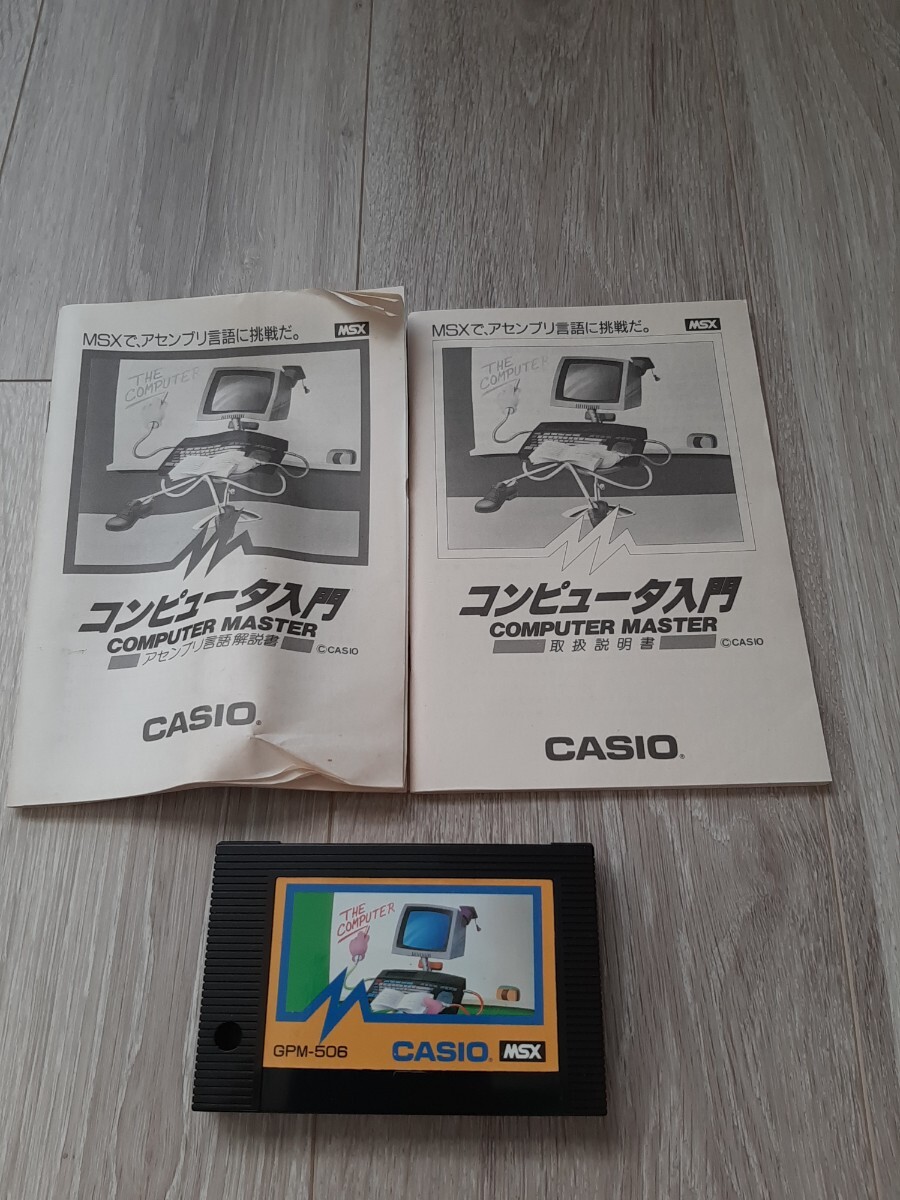 MSXで、アセンブリ言語に挑戦だ。
MSX
THE
COMPUTER
コンピュータ入門
COMPUTER MASTER
アセンブリ言語解説書
©CASIO
CASIO®
MSXで、アセンブリ言語に挑戦だ。
MSX
THE
COMPUTER
コンピュータ入門
COMPUTER MASTER
取扱説明書
©CASIO
CASIO®
THE
COMPUTER
GPM-506
CASIO®
MSX